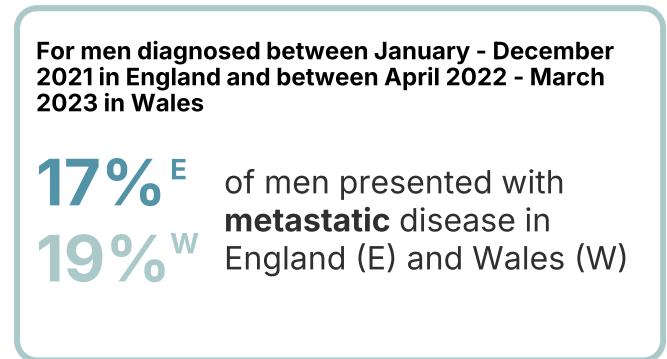 For men diagnosed between January - December
2021 in England and between April 2022 - March
2023 in Wales
17% E
19% W
of men presented with
metastatic disease in
England (E) and Wales (W)